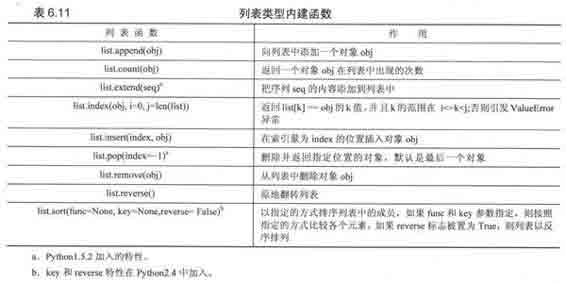 表 6.11 列表类型内建函数
列 表 函 数 作 用
list.append(obj) 向列表中添加一个对象 obj
list.count(obj) 返回一个对象 obj 在列表中出现的次数
list.extend(seq)a 把序列 seq 的内容添加到列表中
list.index(obj, i=0, j=len(list)) 返回 list[k] == obj 的 k 值,并且 k 的范围在 i<=k<j;否则引发 ValueError
异常
list.insert(index, obj) 在索引量为 index 的位置插入对象 obj
list.pop(index=-1)a 删除并返回指定位置的对象,默认是最后一个对象
list.remove(obj) 从列表中删除对象 obj
list.reverse() 原地翻转列表
list.sort(func=None, key=None,reverse= False)b 以指定的方式排序列表中的成员,如果 func 和 key 参数指定,则按照
指定的方式比较各个元素,如果 reverse 标志被置为 True,则列表以反
序排列
a. Python1.5.2 加入的特性。
b. key 和 reverse 特性在 Python2.4 中加入。